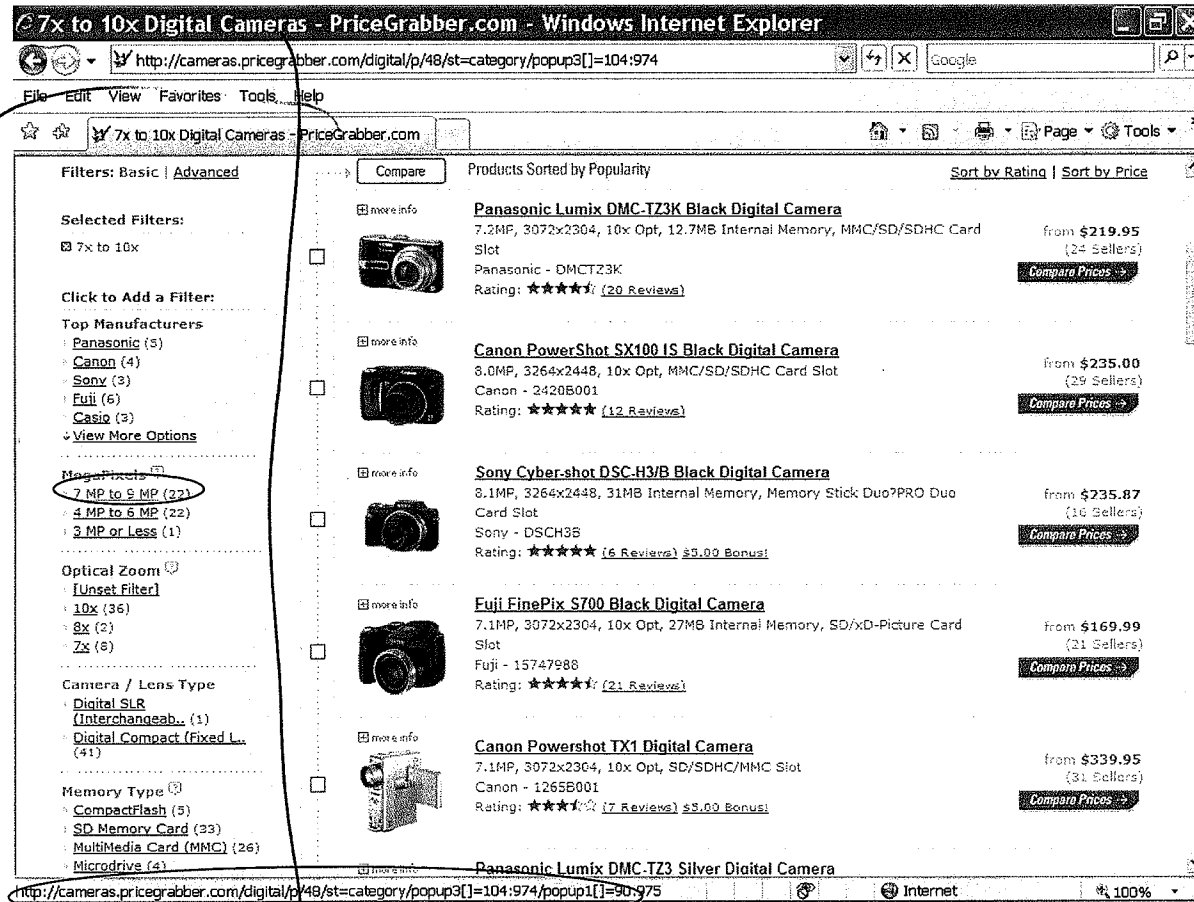 7x to 10x Digital Cameras - PriceGrabber.com - Windows Internet Explorer
http://cameras.pricegrabber.com/digital/p/48/st=category/popup3[]=104:974
Google
File Edit View Favorites Tools Help
7x to 10x Digital Cameras - PriceGrabber.com
Page Tools
Filters: Basic | Advanced
Selected Filters:
7x to 10x
Click to Add a Filter:
Top Manufacturers
Panasonic (5)
Canon (4)
Sony (3)
Fuji (6)
Casio (3)
View More Options
MegaPixels
7 MP to 9 MP (22)
4 MP to 6 MP (22)
3 MP or Less (1)
Optical Zoom
[Unset Filter]
10x (36)
8x (2)
7x (8)
Camera / Lens Type
Digital SLR
(Interchangeab.. (1)
Digital Compact (Fixed L..
(41)
Memory Type
CompactFlash (5)
SD Memory Card (33)
MultiMedia Card (MMC) (26)
Microdrive (4)
Compare
Products Sorted by Popularity
Sort by Rating | Sort by Price
more info
Panasonic Lumix DMC-TZ3K Black Digital Camera
7.2MP, 3072x2304, 10x Opt, 12.7MB Internal Memory, MMC/SD/SDHC Card
Slot
Panasonic - DMCTZ3K
Rating: (20 Reviews)
from $219.95
(24 Sellers)
Compare Prices
more info
Canon PowerShot SX100 IS Black Digital Camera
8.0MP, 3264x2448, 10x Opt, MMC/SD/SDHC Card Slot
Canon - 2420B001
Rating: (12 Reviews)
from $235.00
(29 Sellers)
Compare Prices
more info
Sony Cyber-shot DSC-H3/B Black Digital Camera
8.1MP, 3264x2448, 31MB Internal Memory, Memory Stick Duo?PRO Duo
Card Slot
Sony - DSCH3B
Rating: (6 Reviews) $5.00 Bonus!
from $235.87
(16 Sellers)
Compare Prices
more info
Fuji FinePix S700 Black Digital Camera
7.1MP, 3072x2304, 10x Opt, 27MB Internal Memory, SD/xD-Picture Card
Slot
Fuji - 15747988
Rating: (21 Reviews)
from $169.99
(21 Sellers)
Compare Prices
more info
Canon Powershot TX1 Digital Camera
7.1MP, 3072x2304, 10x Opt, SD/SDHC/MMC Slot
Canon - 1265B001
Rating: (7 Reviews) $5.00 Bonus!
from $339.95
(31 Sellers)
Compare Prices
more info
Panasonic Lumix DMC-TZ3 Silver Digital Camera
http://cameras.pricegrabber.com/digital/p/48/st=category/popup3[]=104:974/popup1[]=90:975
Internet
100%